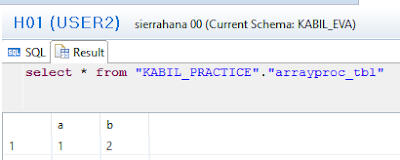 H01 (USER2) sierrahana 00 (Current Schema: KABIL_EVA)
SQL Result
select * from "KABIL_PRACTICE"."arrayproc_tbl"
a b
1 1 2